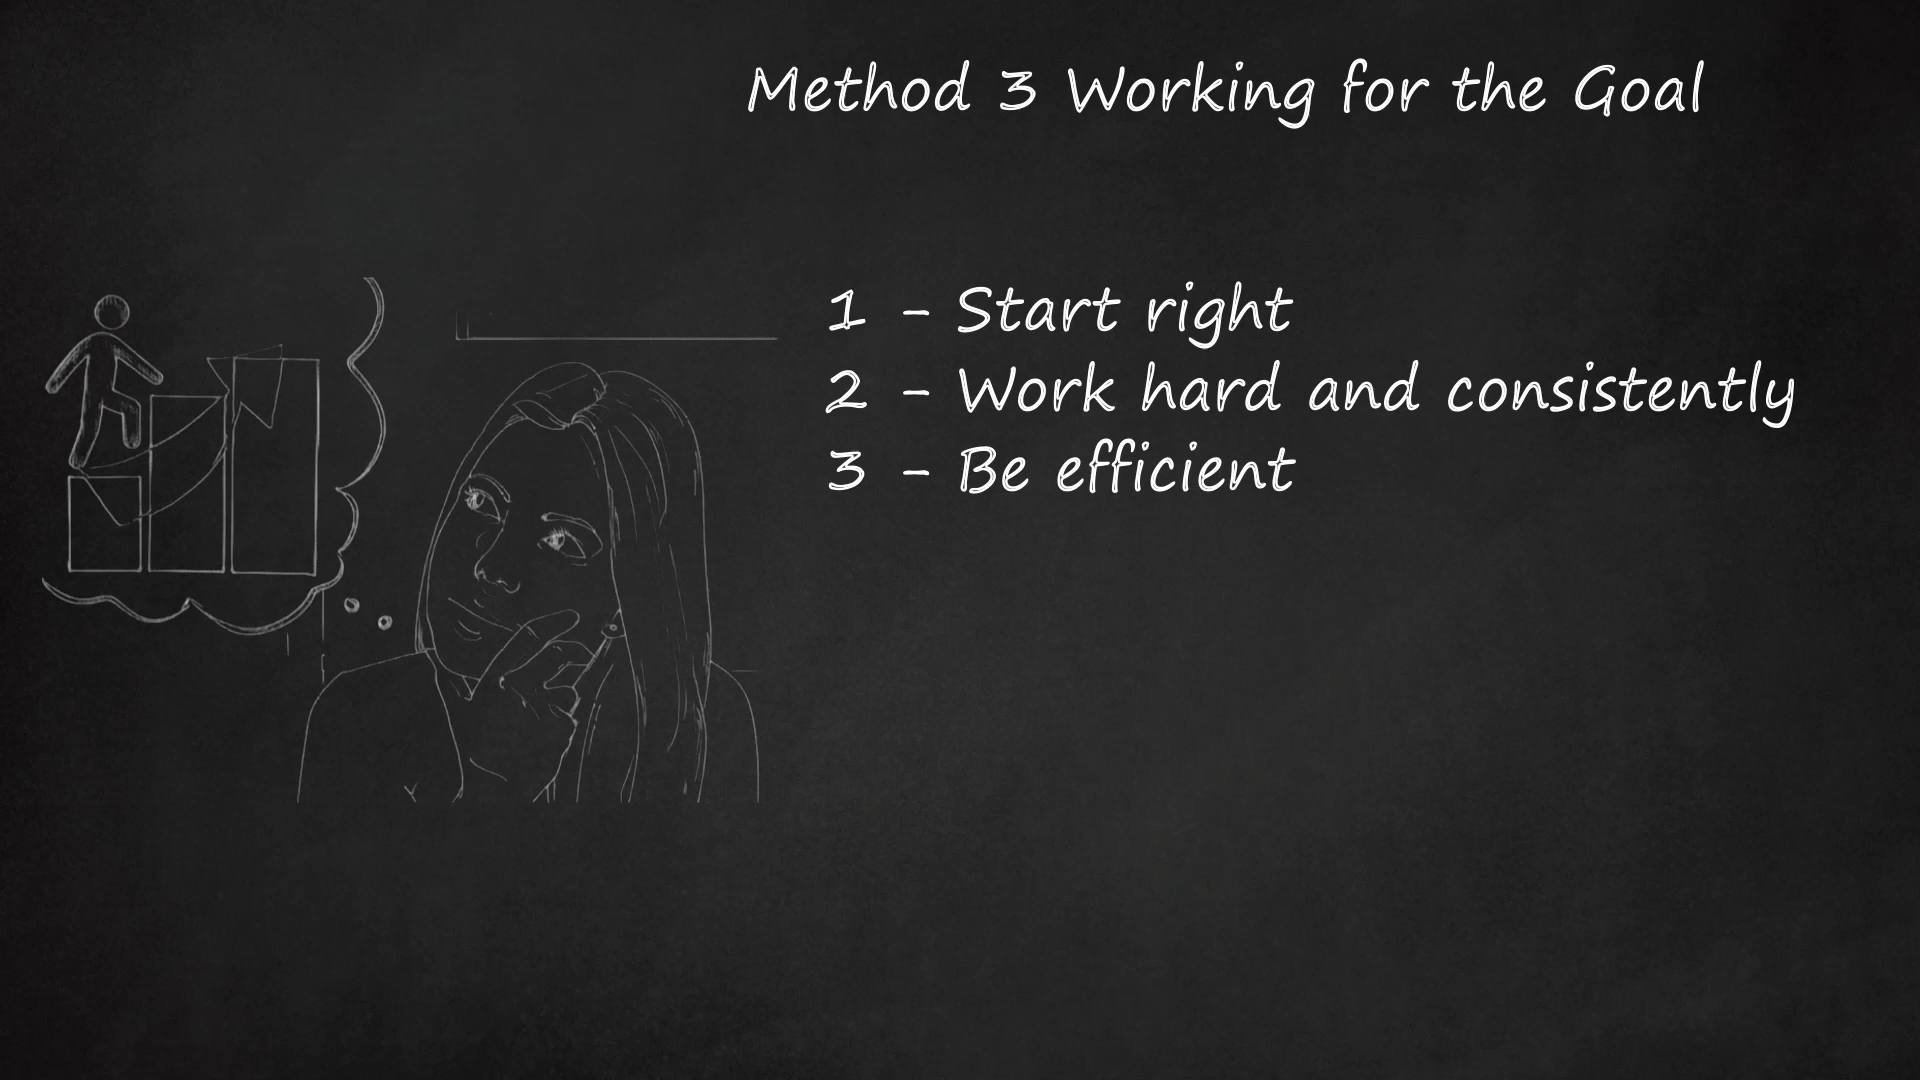 Method 3 Working for the Goal
1 - Start right
2 - Work hard and consistently
3 - Be efficient